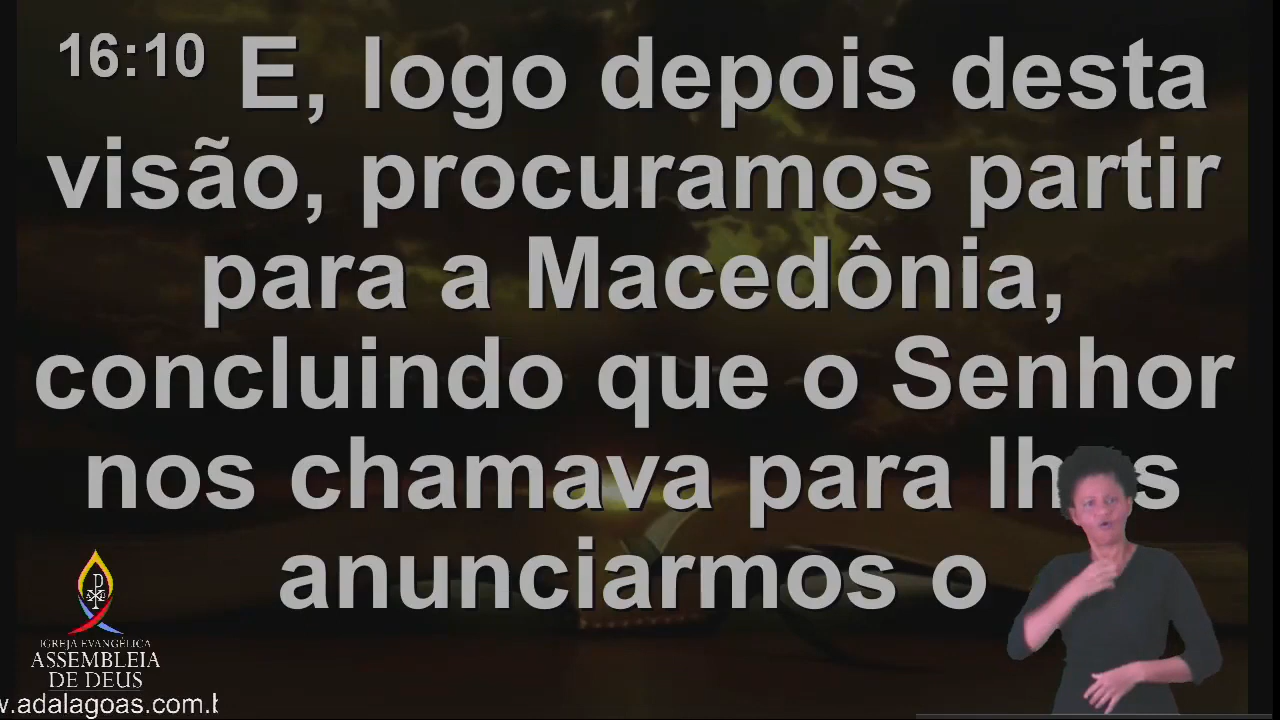 16:10 E, logo depois desta
visão, procuramos partir
para a Macedônia,
concluindo que o Senhor
nos chamava para
anunciarmos o
IGREJA EVANGÉLICA
ASSEMBLEIA
DE DEUS
.adalagoas.com.b